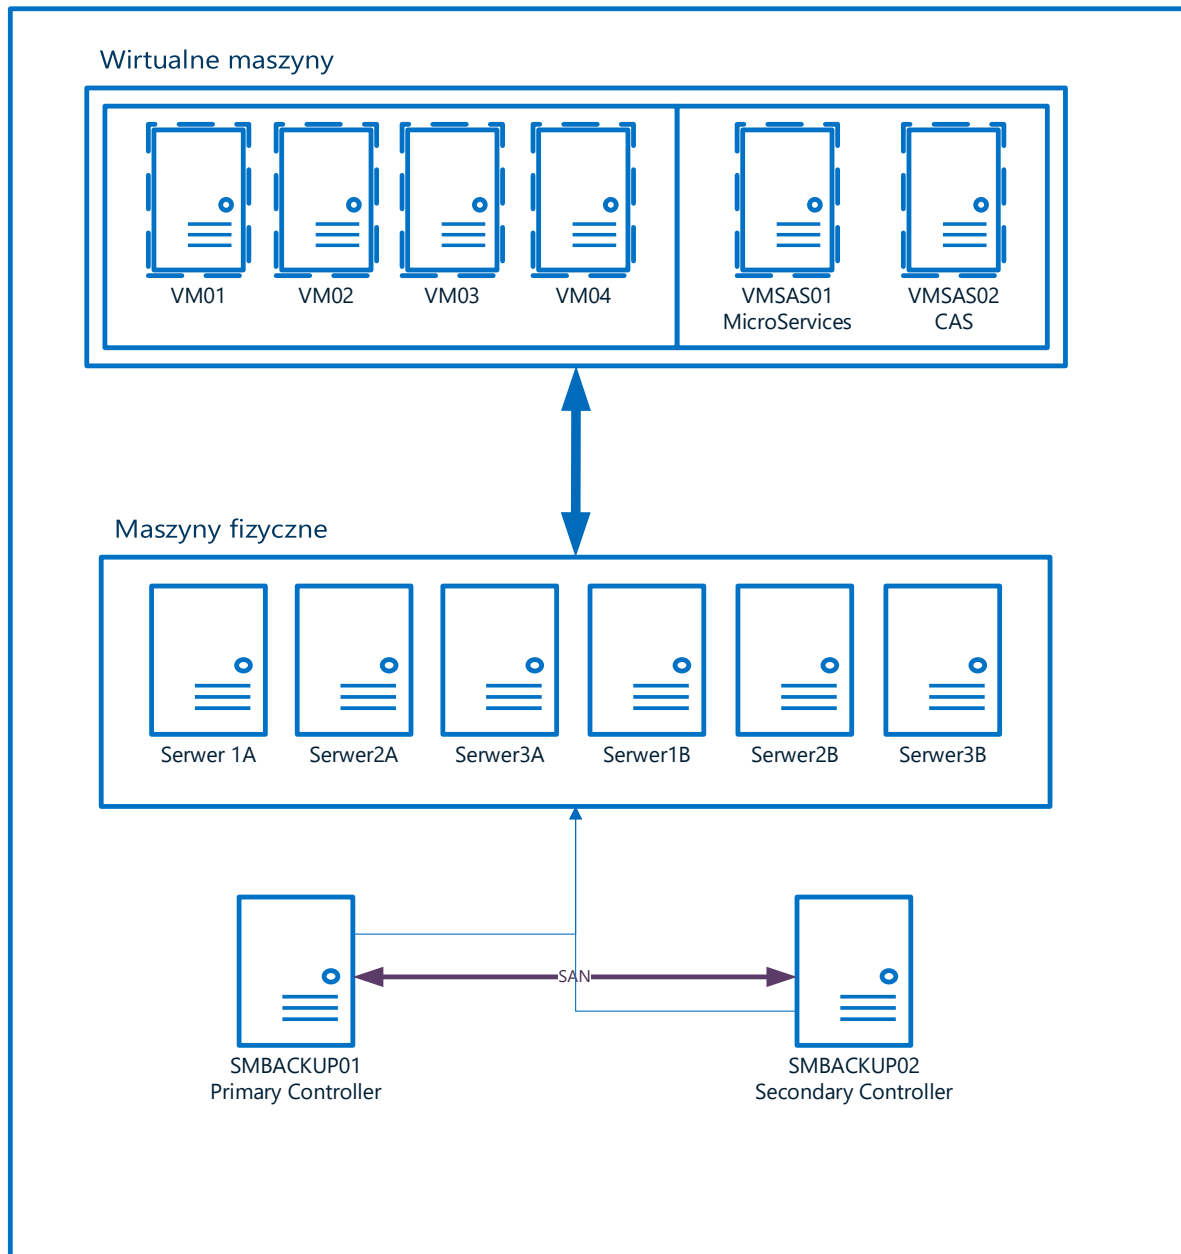 Wirtualne maszyny
VM01
VM02
VM03
VM04
VMSAS01
MicroServices
VMSAS02
CAS
Maszyny fizyczne
Serwer 1A
Serwer2A
Serwer3A
Serwer1B
Serwer2B
Serwer3B
SAN
SMBACKUP01
Primary Controller
SMBACKUP02
Secondary Controller